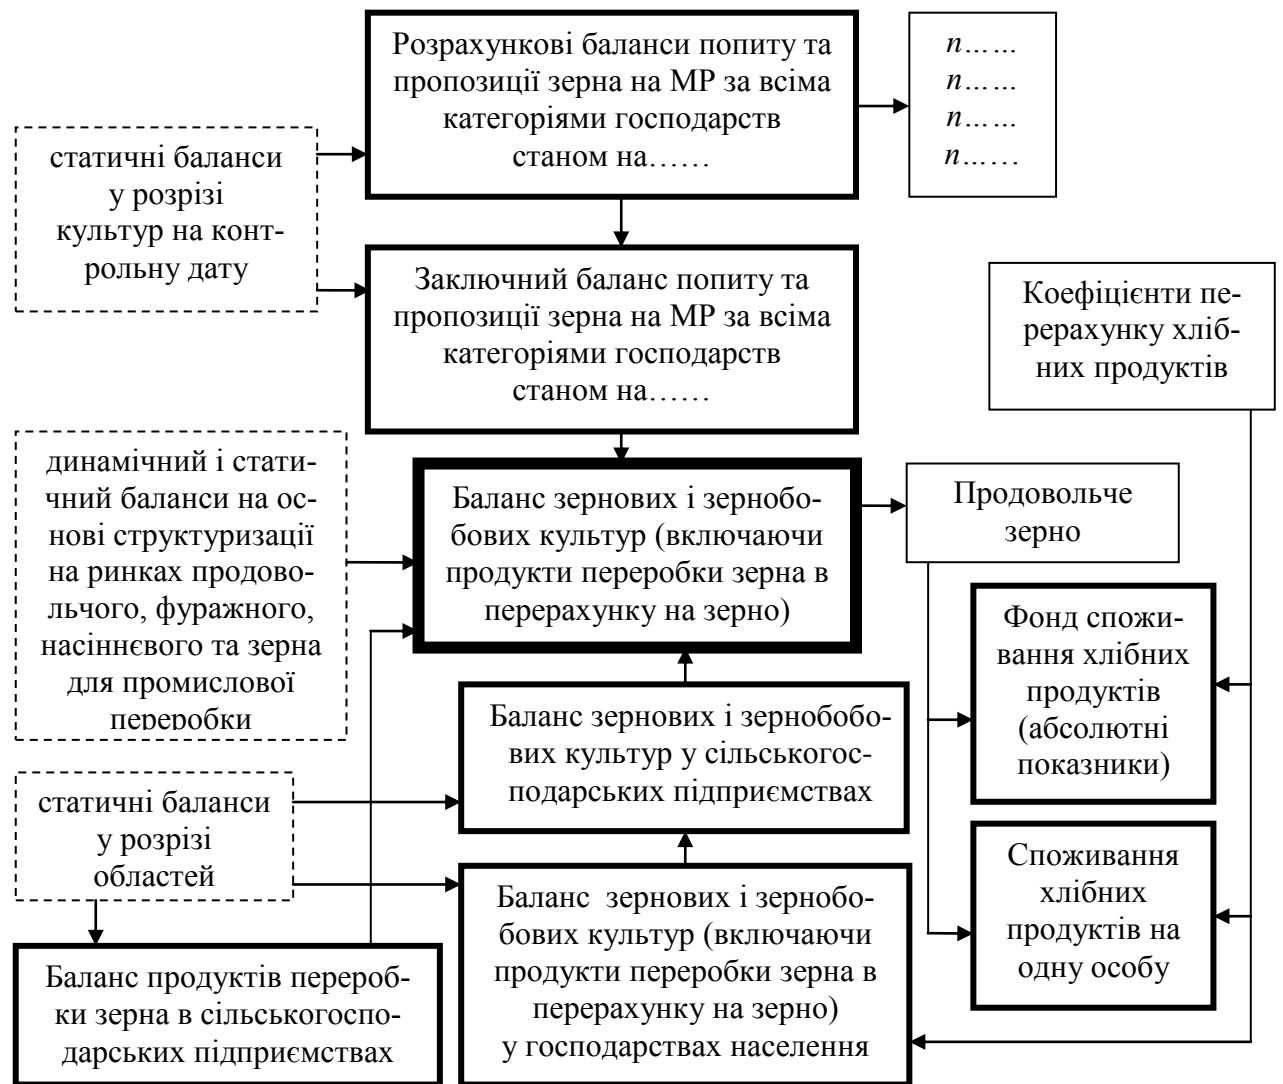 Розрахункові баланси попиту та
пропозиції зерна на МР за всіма
категоріями господарств
станом на……
n……
n……
n……
n……
статичні баланси
у розрізі
культур на конт-
рольну дату
Заключний баланс попиту та
пропозиції зерна на МР за всіма
категоріями господарств
станом на……
Коефіцієнти пе-
рерахунку хліб-
них продуктів
динамічний і стати-
чний баланси на ос-
нові структуризації
на ринках продово-
льчого, фуражного,
насіннєвого та зерна
для промислової
переробки
Баланс зернових і зернобо-
бових культур (включаючи
продукти переробки зерна в
перерахунку на зерно)
Продовольче
зерно
Фонд спожи-
вання хлібних
продуктів
(абсолютні
показники)
Баланс зернових і зернобобо-
вих культур у сільськогос-
подарських підприємствах
статичні баланси
у розрізі
областей
Споживання
хлібних
продуктів на
одну особу
Баланс зернових і зернобо-
бових культур (включаючи
продукти переробки зерна в
перерахунку на зерно)
у господарствах населення
Баланс продуктів перероб-
ки зерна в сільськогоспо-
дарських підприємствах